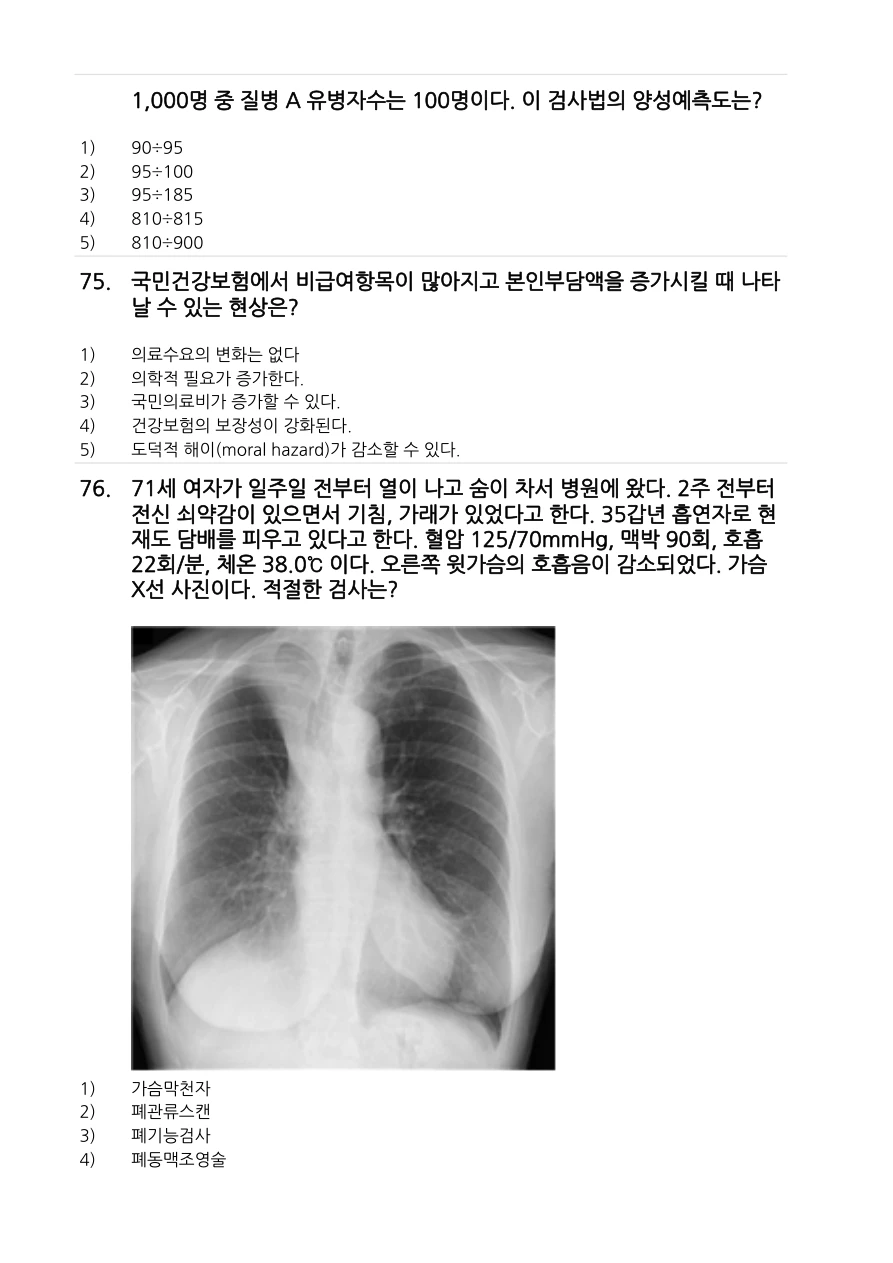 1,000명 중 질병 A 유병자수는 100명이다. 이 검사법의 양성예측도는?
1) 90÷95
2) 95÷100
3) 95÷185
4) 810÷815
5) 810÷900
75. 국민건강보험에서 비급여항목이 많아지고 본인부담액을 증가시킬 때 나타
날 수 있는 현상은?
1) 의료수요의 변화는 없다
2) 의학적 필요가 증가한다.
3) 국민의료비가 증가할 수 있다.
4) 건강보험의 보장성이 강화된다.
5) 도덕적 해이(moral hazard)가 감소할 수 있다.
76. 71세 여자가 일주일 전부터 열이 나고 숨이 차서 병원에 왔다. 2주 전부터
전신 쇠약감이 있으면서 기침, 가래가 있었다고 한다. 35갑년 흡연자로 현
재도 담배를 피우고 있다고 한다. 혈압 125/70mmHg, 맥박 90회, 호흡
22회/분, 체온 38.0℃ 이다. 오른쪽 윗가슴의 호흡음이 감소되었다. 가슴
X선 사진이다. 적절한 검사는?
1) 가슴막천자
2) 폐관류스캔
3) 폐기능검사
4) 폐동맥조영술